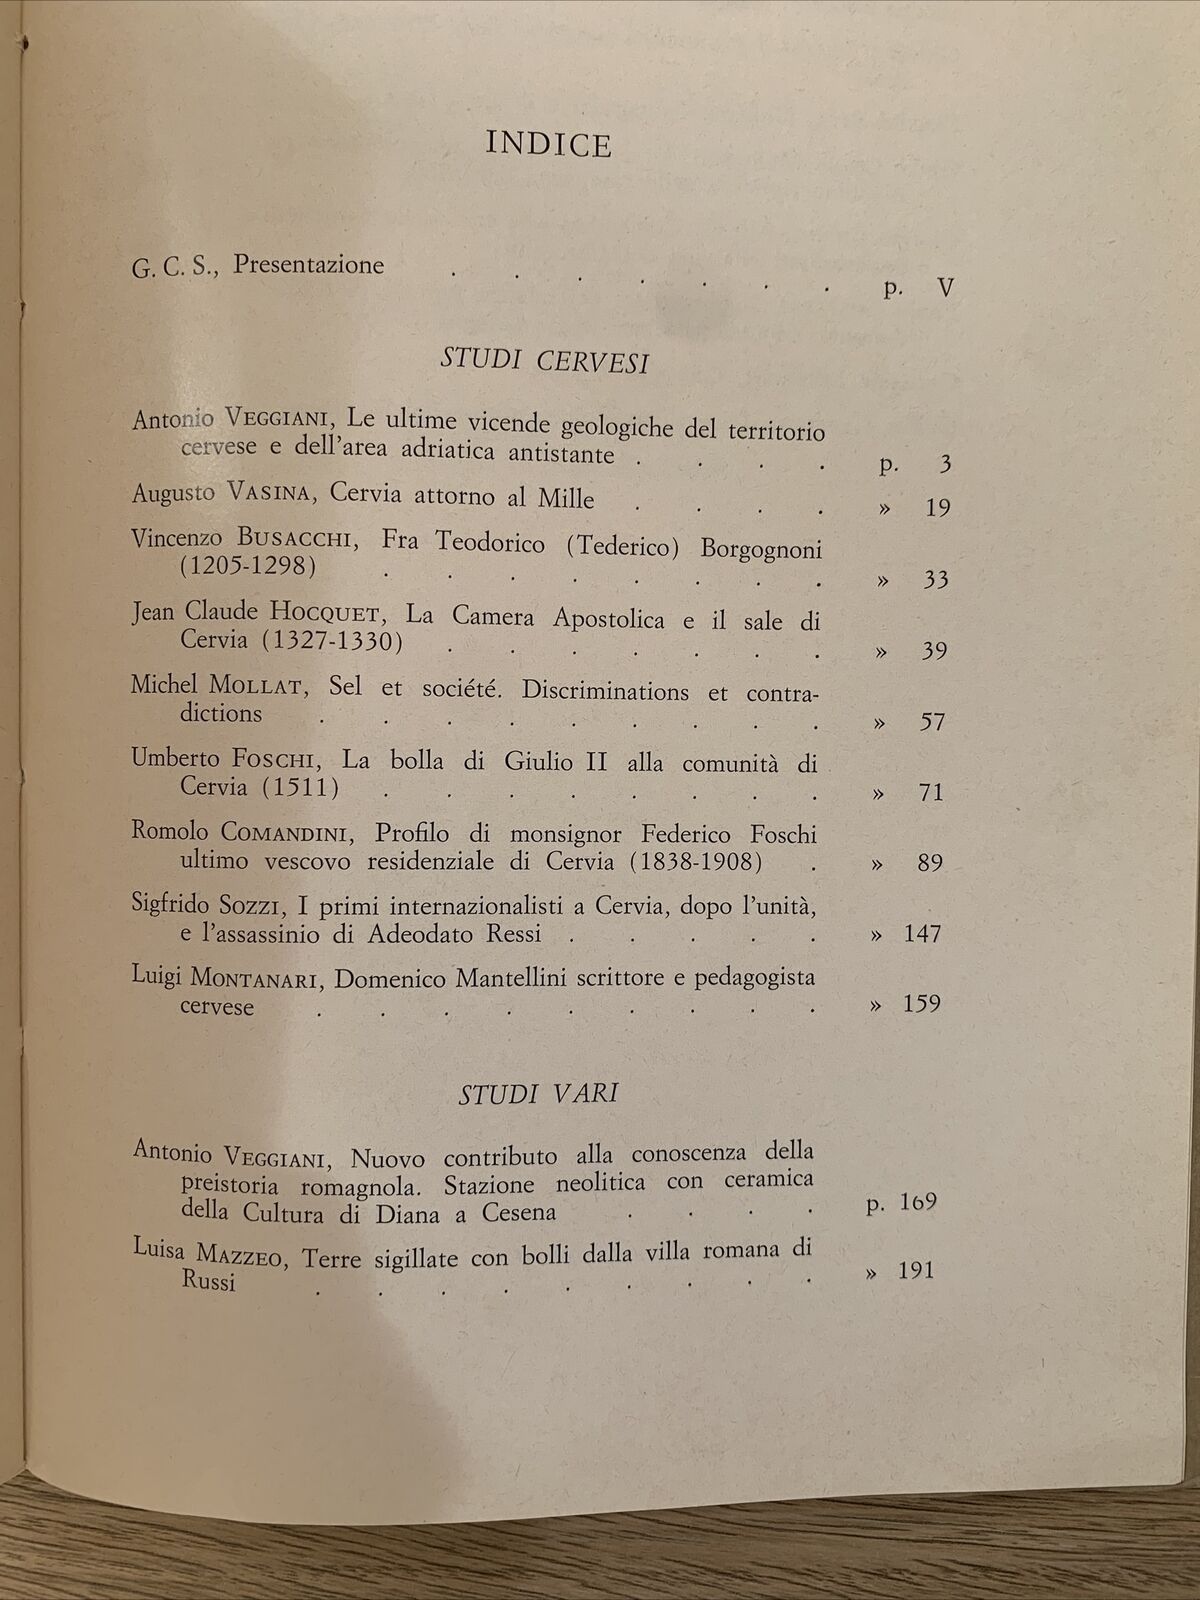 INDICE
G. C. S., Presentazione . . . . . . . p. V
STUDI CERVESI
Antonio VEGGIANI, Le ultime vicende geologiche del territorio
cervese e dell'area adriatica antistante . . . . p. 3
Augusto VASINA, Cervia attorno al Mille . . . . » 19
Vincenzo BUSACCHI, Fra Teodorico (Tederico) Borgognoni
(1205-1298) . . . . . . . . » 33
Jean Claude HOCQUET, La Camera Apostolica e il sale di
Cervia (1327-1330) . . . . . . . » 39
Michel MOLLAT, Sel et société. Discriminations et contra-
dictions . . . . . . . . . » 57
Umberto FOSCHI, La bolla di Giulio II alla comunità di
Cervia (1511) . . . . . . . . » 71
Romolo COMANDINI, Profilo di monsignor Federico Foschi
ultimo vescovo residenziale di Cervia (1838-1908) . » 89
Sigfrido SOZZI, I primi internazionalisti a Cervia, dopo l'unità,
e l'assassinio di Adeodato Ressi . . . . . » 147
Luigi MONTANARI, Domenico Mantellini scrittore e pedagogista
cervese . . . . . . . . . » 159
STUDI VARI
Antonio VEGGIANI, Nuovo contributo alla conoscenza della
preistoria romagnola. Stazione neolitica con ceramica
della Cultura di Diana a Cesena . . . . p. 169
Luisa MAZZEO, Terre sigillate con bolli dalla villa romana di
Russi . . . . . . . . . » 191